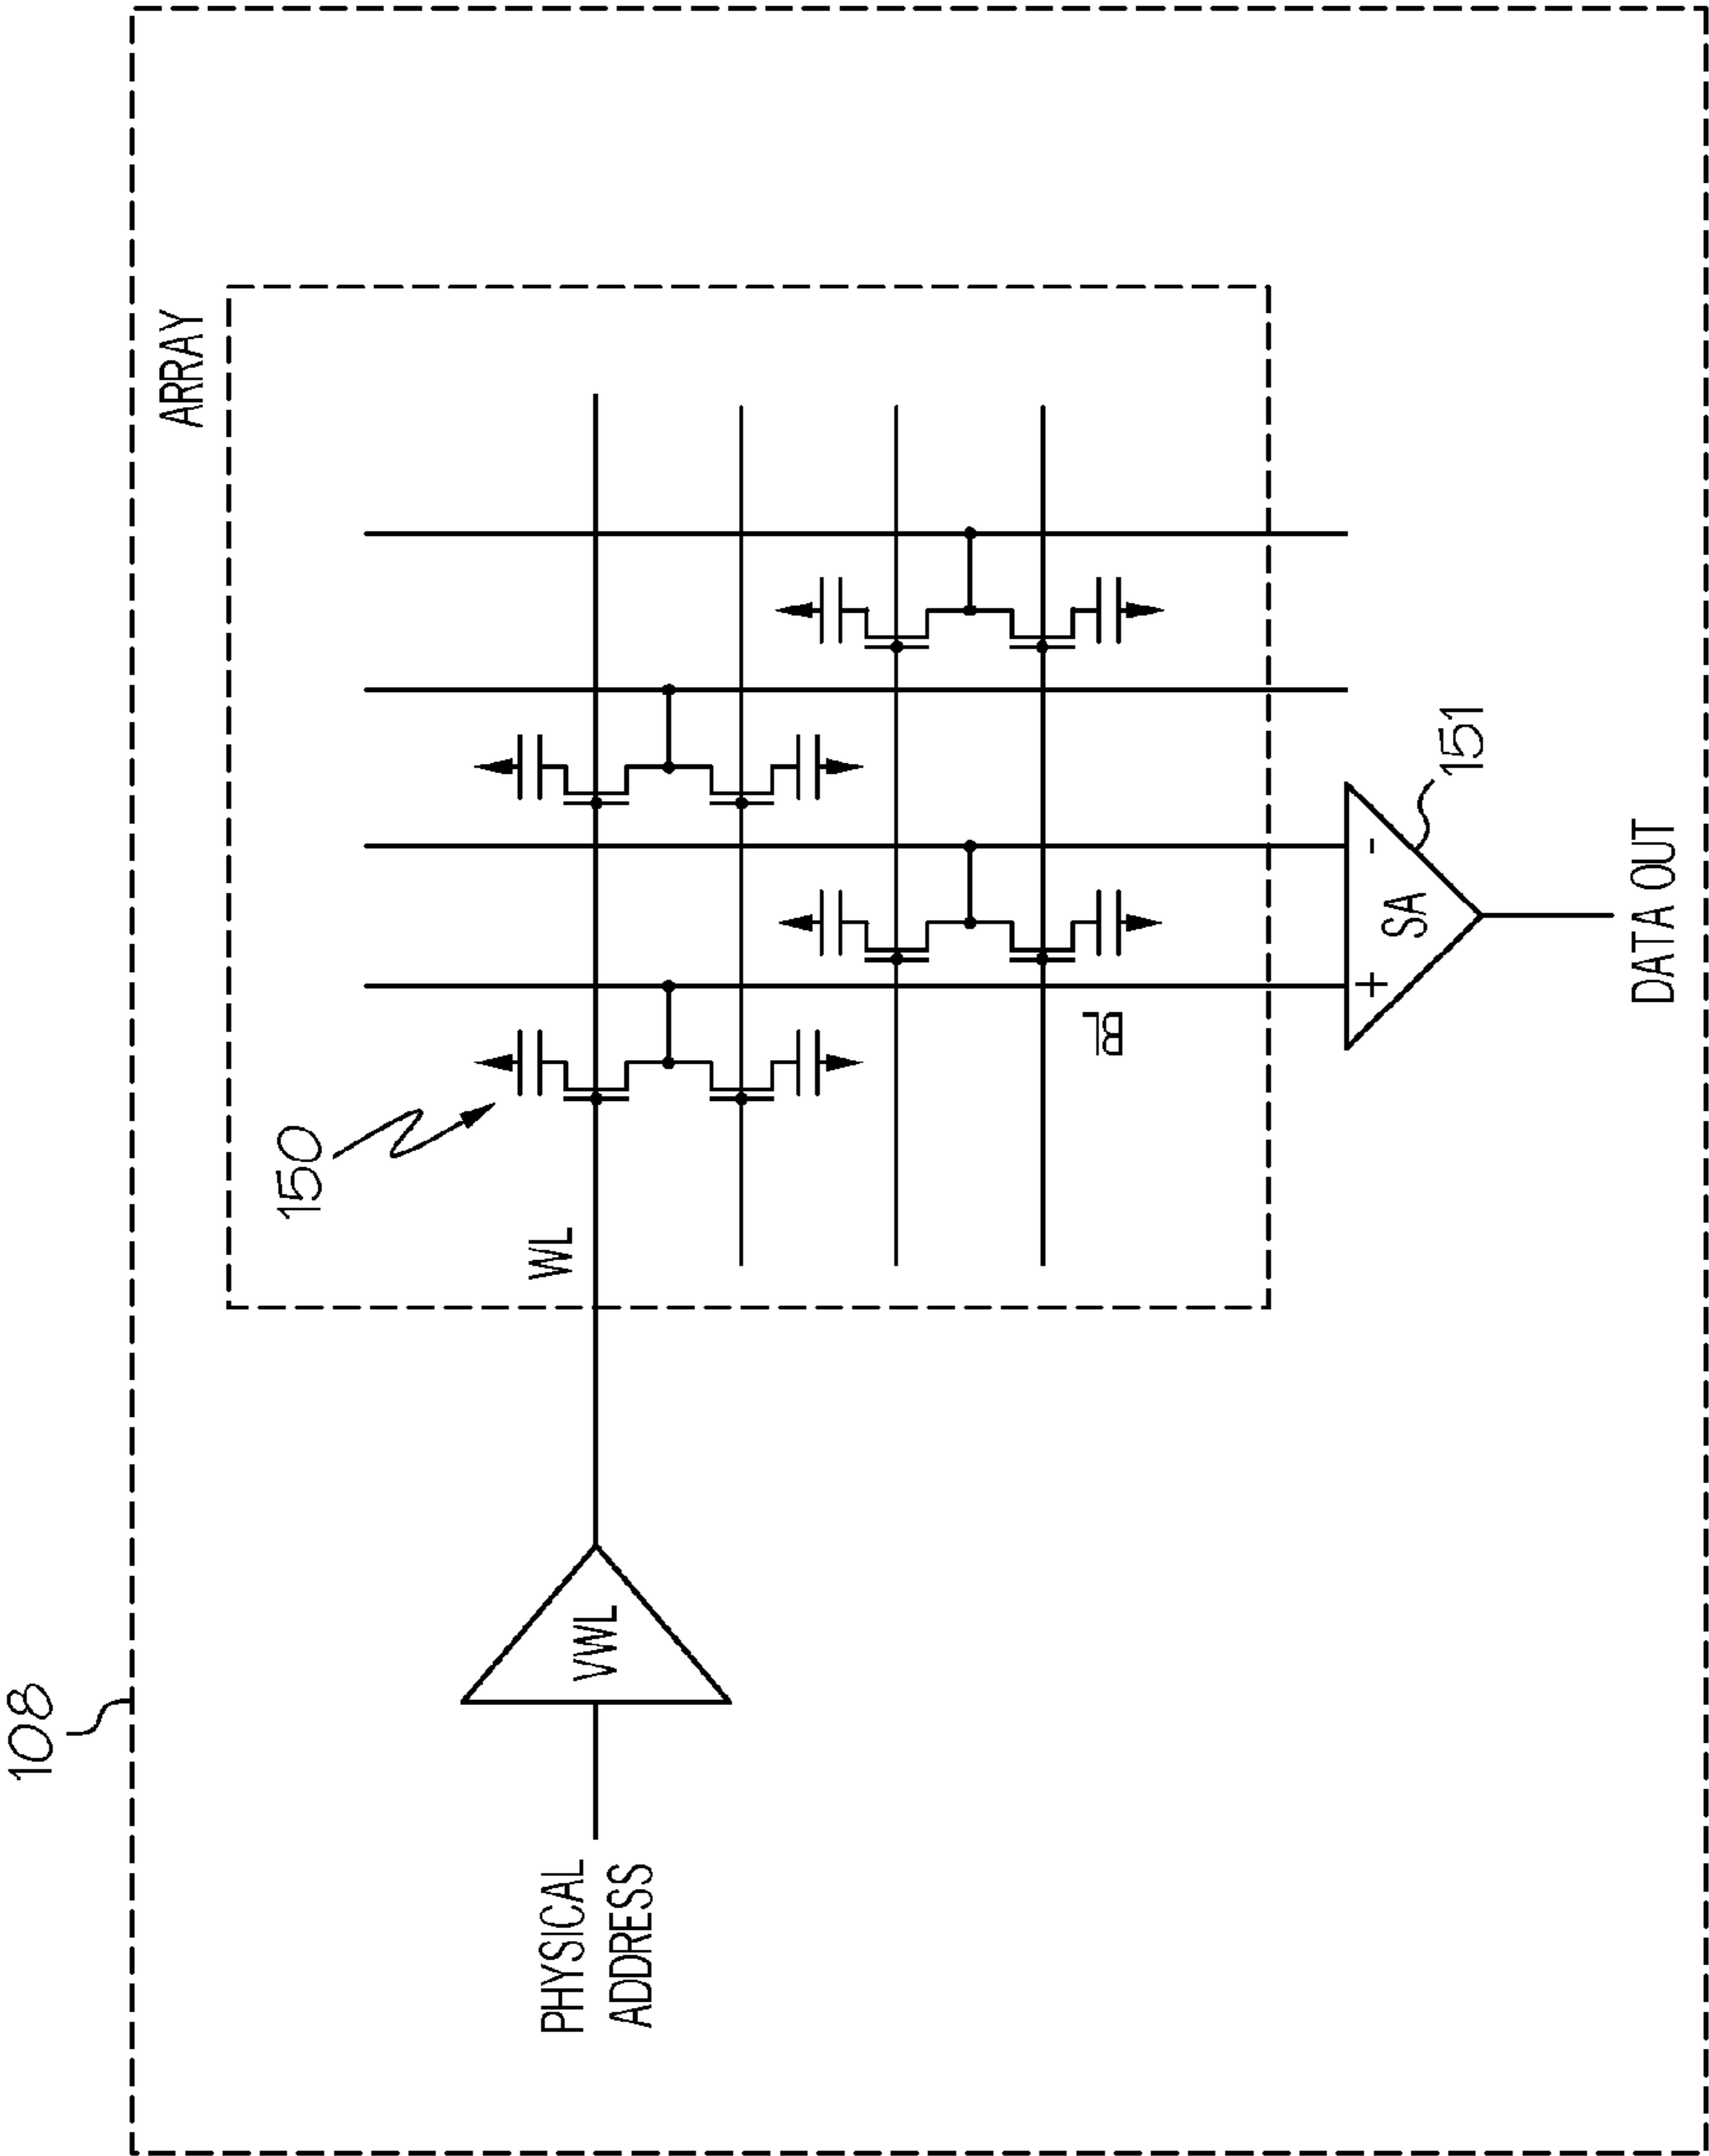 108
ARRAY
150
WL
BL
VWL
PHYSICAL
ADDRESS
+
SA
-
151
DATA OUT